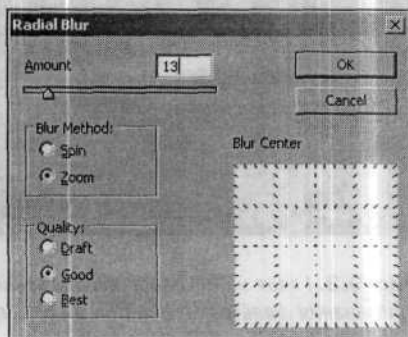 Radial Blur
Amount 13
OK
Cancel
Blur Method:
Spin
Zoom
Blur Center
Quality:
Draft
Good
Best